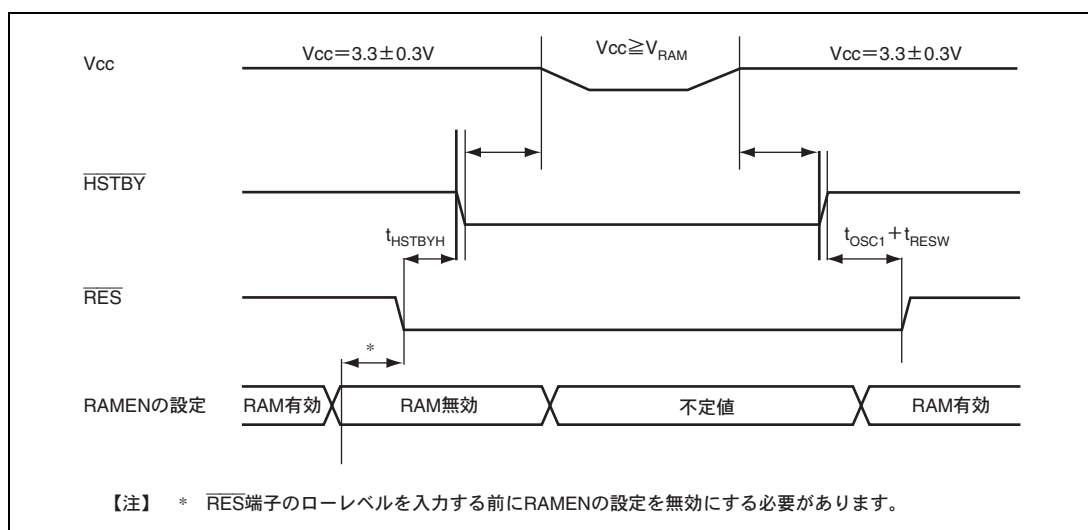 Vcc Vcc＝3.3±0.3V Vcc≧VRAM Vcc＝3.3±0.3V
HSTBY
tHSTBYH tOSC1＋tRESW
RES
*
RAMENの設定 RAM有効 RAM無効 不定値 RAM有効
【注】 * RES端子のローレベルを入力する前にRAMENの設定を無効にする必要があります。